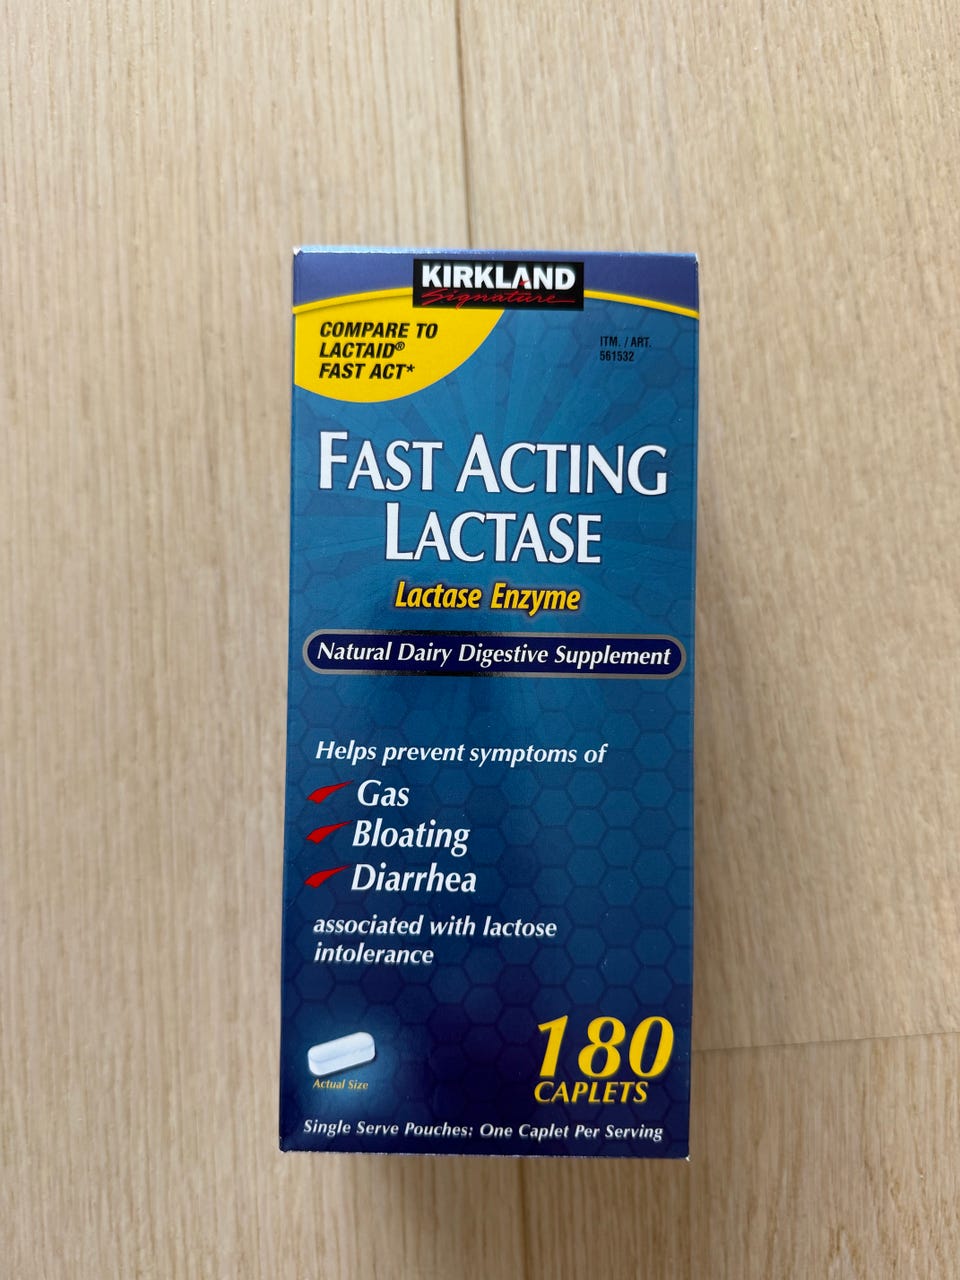 KIRKLAND
Signature
COMPARE TO
LACTAID®
FAST ACT*
ITM. / ART.
561532
FAST ACTING
LACTASE
Lactase Enzyme
Natural Dairy Digestive Supplement
Helps prevent symptoms of
Gas
Bloating
Diarrhea
associated with lactose
intolerance
Actual Size
180
CAPLETS
Single Serve Pouches: One Caplet Per Serving